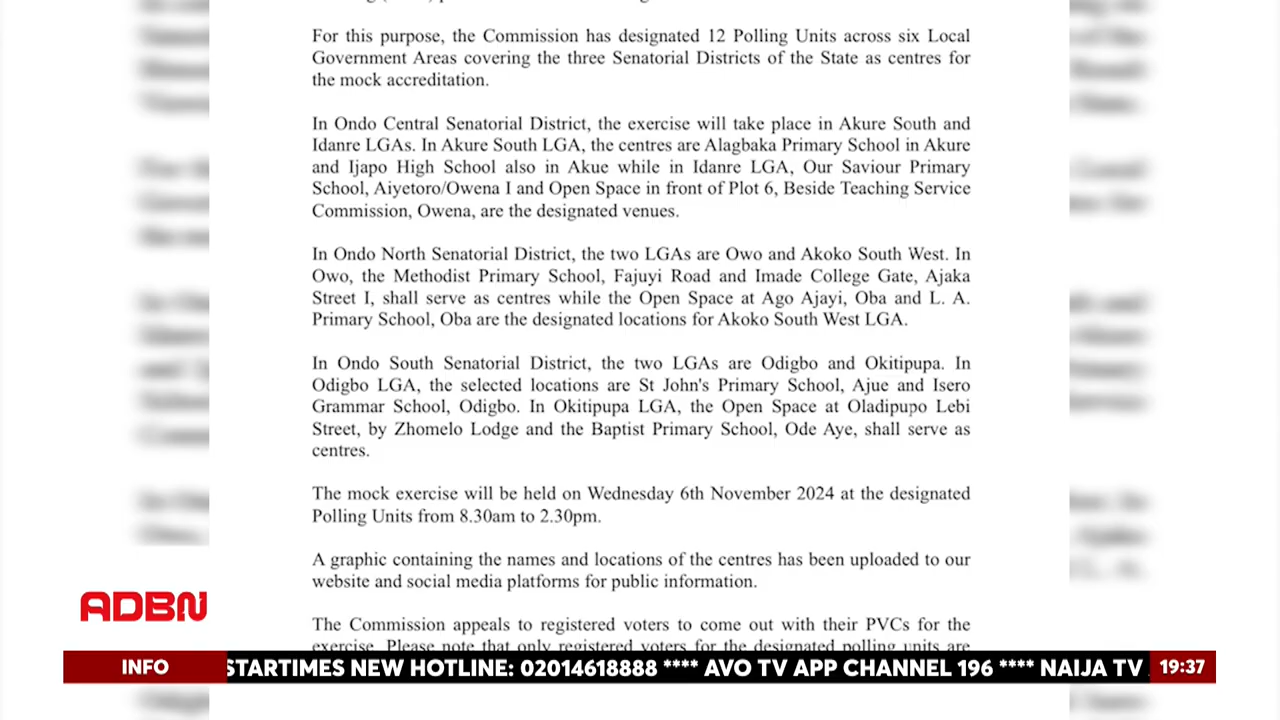 For this purpose, the Commission has designated 12 Polling Units across six Local
Government Areas covering the three Senatorial Districts of the State as centres for
the mock accreditation.
In Ondo Central Senatorial District, the exercise will take place in Akure South and
Idanre LGAs. In Akure South LGA, the centres are Alagbaka Primary School in Akure
and Ijapo High School also in Akue while in Idanre LGA, Our Saviour Primary
School, Aiyetoro/Owena I and Open Space in front of Plot 6, Beside Teaching Service
Commission, Owena, are the designated venues.
In Ondo North Senatorial District, the two LGAs are Owo and Akoko South West. In
Owo, the Methodist Primary School, Fajuyi Road and Imade College Gate, Ajaka
Street I, shall serve as centres while the Open Space at Ago Ajayi, Oba and L. A.
Primary School, Oba are the designated locations for Akoko South West LGA.
In Ondo South Senatorial District, the two LGAs are Odigbo and Okitipupa. In
Odigbo LGA, the selected locations are St John's Primary School, Ajue and Isero
Grammar School, Odigbo. In Okitipupa LGA, the Open Space at Oladipupo Lebi
Street, by Zhomelo Lodge and the Baptist Primary School, Ode Aye, shall serve as
centres.
The mock exercise will be held on Wednesday 6th November 2024 at the designated
Polling Units from 8.30am to 2.30pm.
A graphic containing the names and locations of the centres has been uploaded to our
website and social media platforms for public information.
The Commission appeals to registered voters to come out with their PVCs for the
exercise. Please note that only registered voters for the designated polling units are
ADBN
INFO STARTIMES NEW HOTLINE: 02014618888 **** AVO TV APP CHANNEL 196 **** NAIJA TV 19:37